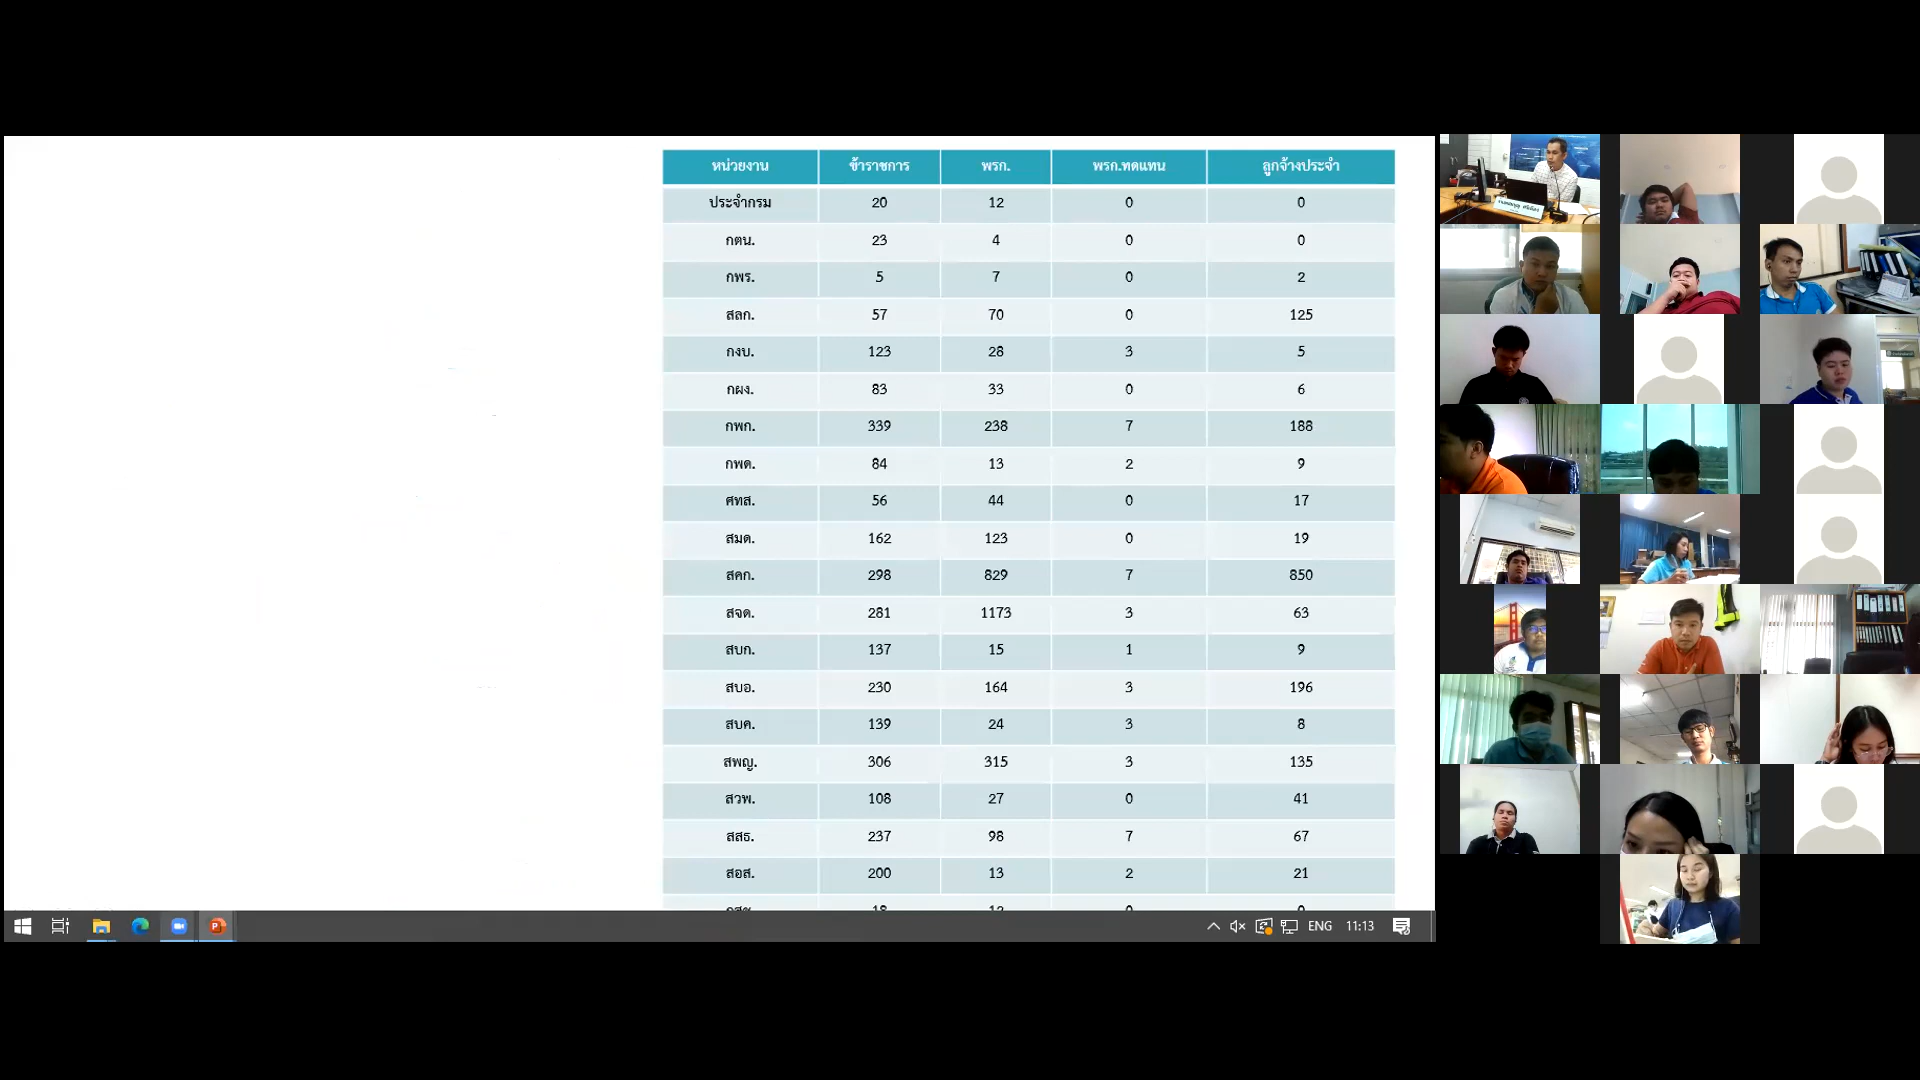 หน่วยงาน ข้าราชการ พรก. พรก.ทดแทน ลูกจ้างประจำ
ประจำกรม 20 12 0 0
กตน. 23 4 0 0
กพร. 5 7 0 2
สลก. 57 70 0 125
กงบ. 123 28 3 5
กผง. 83 33 0 6
กพก. 339 238 7 188
กพด. 84 13 2 9
ศทส. 56 44 0 17
สมด. 162 123 0 19
สคก. 298 829 7 850
สจด. 281 1173 3 63
สบก. 137 15 1 9
สบอ. 230 164 3 196
สบค. 139 24 3 8
สพญ. 306 315 3 135
สวพ. 108 27 0 41
สสธ. 237 98 7 67
สอส. 200 13 2 21
ENG 11:13